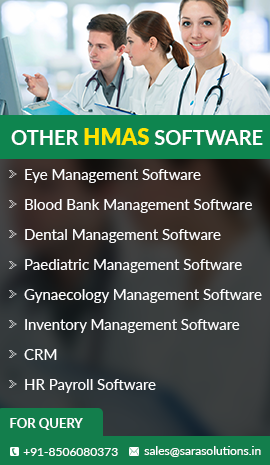 OTHER HMAS SOFTWARE
Eye Management Software
Blood Bank Management Software
Dental Management Software
Paediatric Management Software
Gynaecology Management Software
Inventory Management Software
CRM
HR Payroll Software
FOR QUERY
+91-8506080373 sales@sarasolutions.in